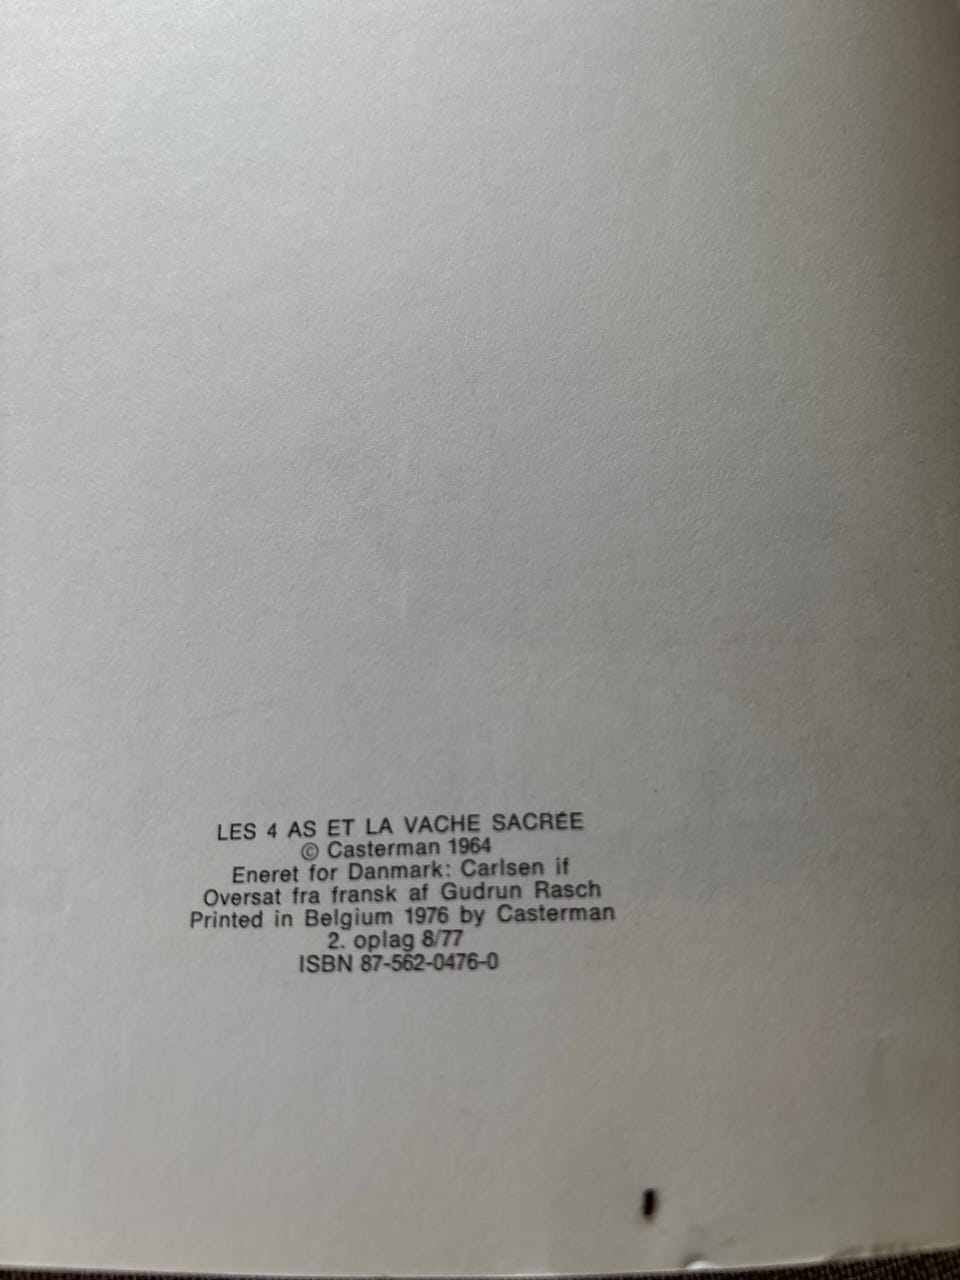 LES 4 AS ET LA VACHE SACRÉE
© Casterman 1964
Eneret for Danmark: Carlsen if
Oversat fra fransk af Gudrun Rasch
Printed in Belgium 1976 by Casterman
2. oplag 8/77
ISBN 87-562-0476-0